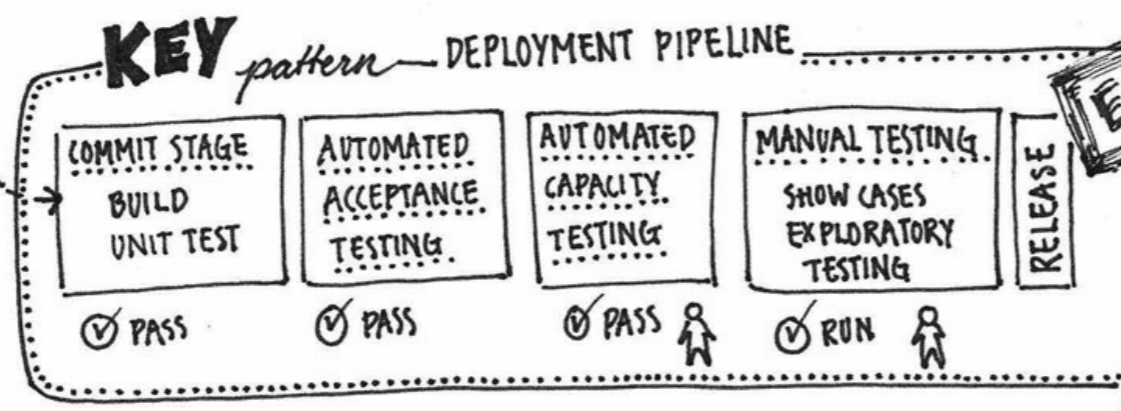 KEY pattern DEPLOYMENT PIPELINE
COMMIT STAGE
BUILD
UNIT TEST
PASS
AUTOMATED
ACCEPTANCE
TESTING
PASS
AUTOMATED
CAPACITY
TESTING
PASS
MANUAL TESTING
SHOW CASES
EXPLORATORY
TESTING
RUN
RELEASE
E